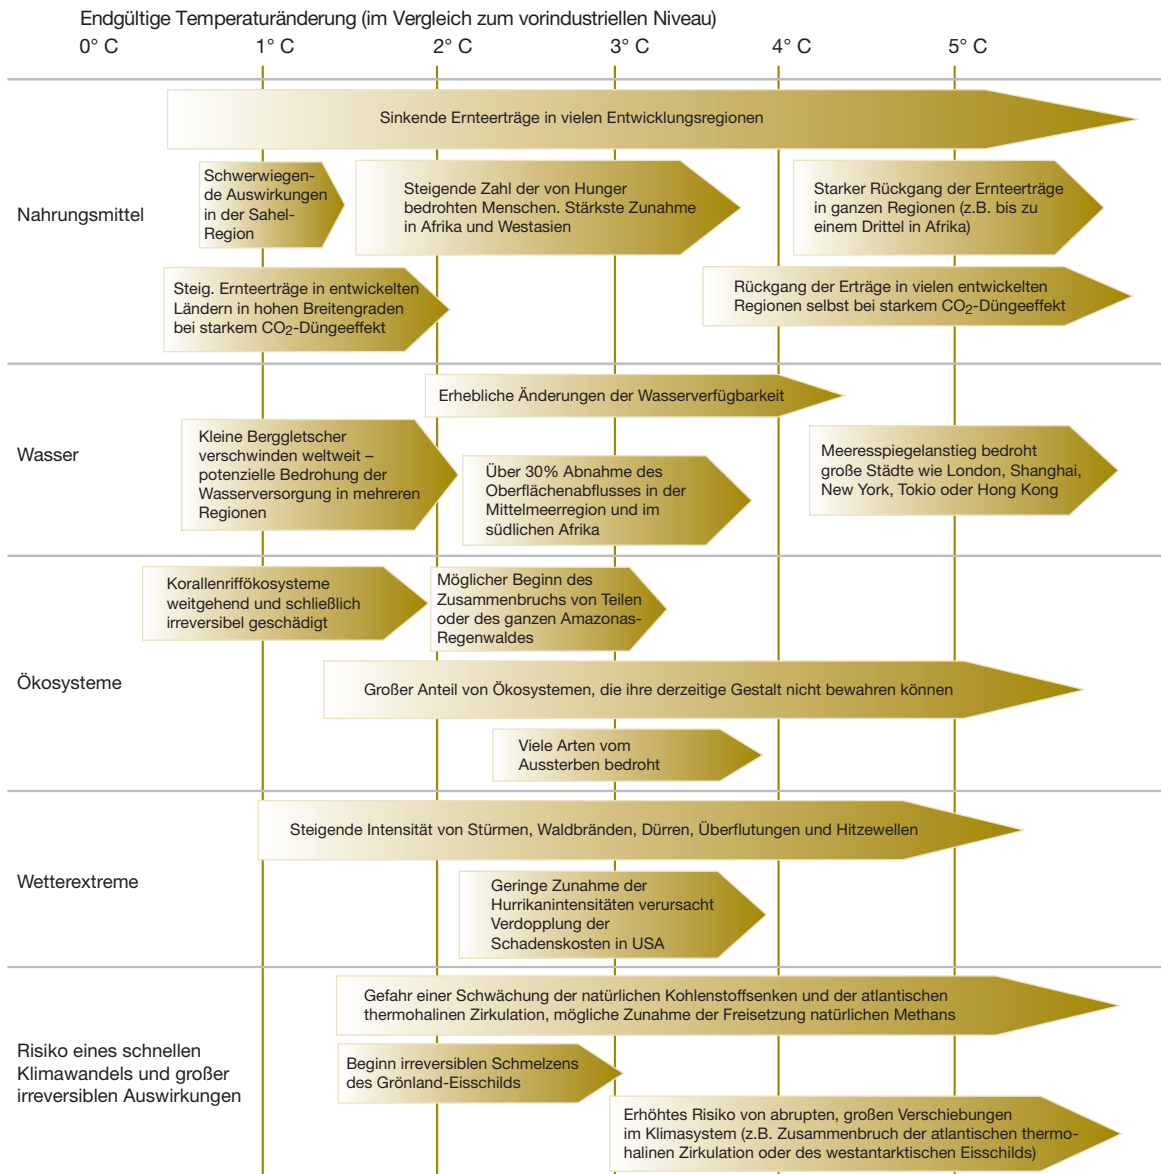 Endgültige Temperaturänderung (im Vergleich zum vorindustriellen Niveau)
0° C 1° C 2° C 3° C 4° C 5° C
Nahrungsmittel
Sinkende Ernteerträge in vielen Entwicklungsregionen
Schwerwiegen-
de Auswirkungen
in der Sahel-
Region
Steigende Zahl der von Hunger
bedrohten Menschen. Stärkste Zunahme
in Afrika und Westasien
Starker Rückgang der Ernteerträge
in ganzen Regionen (z.B. bis zu
einem Drittel in Afrika)
Steig. Ernteerträge in entwickelten
Ländern in hohen Breitengraden
bei starkem CO2-Düngeeffekt
Rückgang der Erträge in vielen entwickelten
Regionen selbst bei starkem CO2-Düngeeffekt
Wasser
Erhebliche Änderungen der Wasserverfügbarkeit
Kleine Berggletscher
verschwinden weltweit –
potenzielle Bedrohung der
Wasserversorgung in mehreren
Regionen
Über 30% Abnahme des
Oberflächenabflusses in der
Mittelmeerregion und im
südlichen Afrika
Meeresspiegelanstieg bedroht
große Städte wie London, Shanghai,
New York, Tokio oder Hong Kong
Ökosysteme
Korallenriffökosysteme
weitgehend und schließlich
irreversibel geschädigt
Möglicher Beginn des
Zusammenbruchs von Teilen
oder des ganzen Amazonas-
Regenwaldes
Großer Anteil von Ökosystemen, die ihre derzeitige Gestalt nicht bewahren können
Viele Arten vom
Aussterben bedroht
Wetterextreme
Steigende Intensität von Stürmen, Waldbränden, Dürren, Überflutungen und Hitzewellen
Geringe Zunahme der
Hurrikanintensitäten verursacht
Verdopplung der
Schadenskosten in USA
Risiko eines schnellen
Klimawandels und großer
irreversiblen Auswirkungen
Gefahr einer Schwächung der natürlichen Kohlenstoffsenken und der atlantischen
thermohalinen Zirkulation, mögliche Zunahme der Freisetzung natürlichen Methans
Beginn irreversiblen Schmelzens
des Grönland-Eisschilds
Erhöhtes Risiko von abrupten, großen Verschiebungen
im Klimasystem (z.B. Zusammenbruch der atlantischen thermo-
halinen Zirkulation oder des westantarktischen Eisschilds)